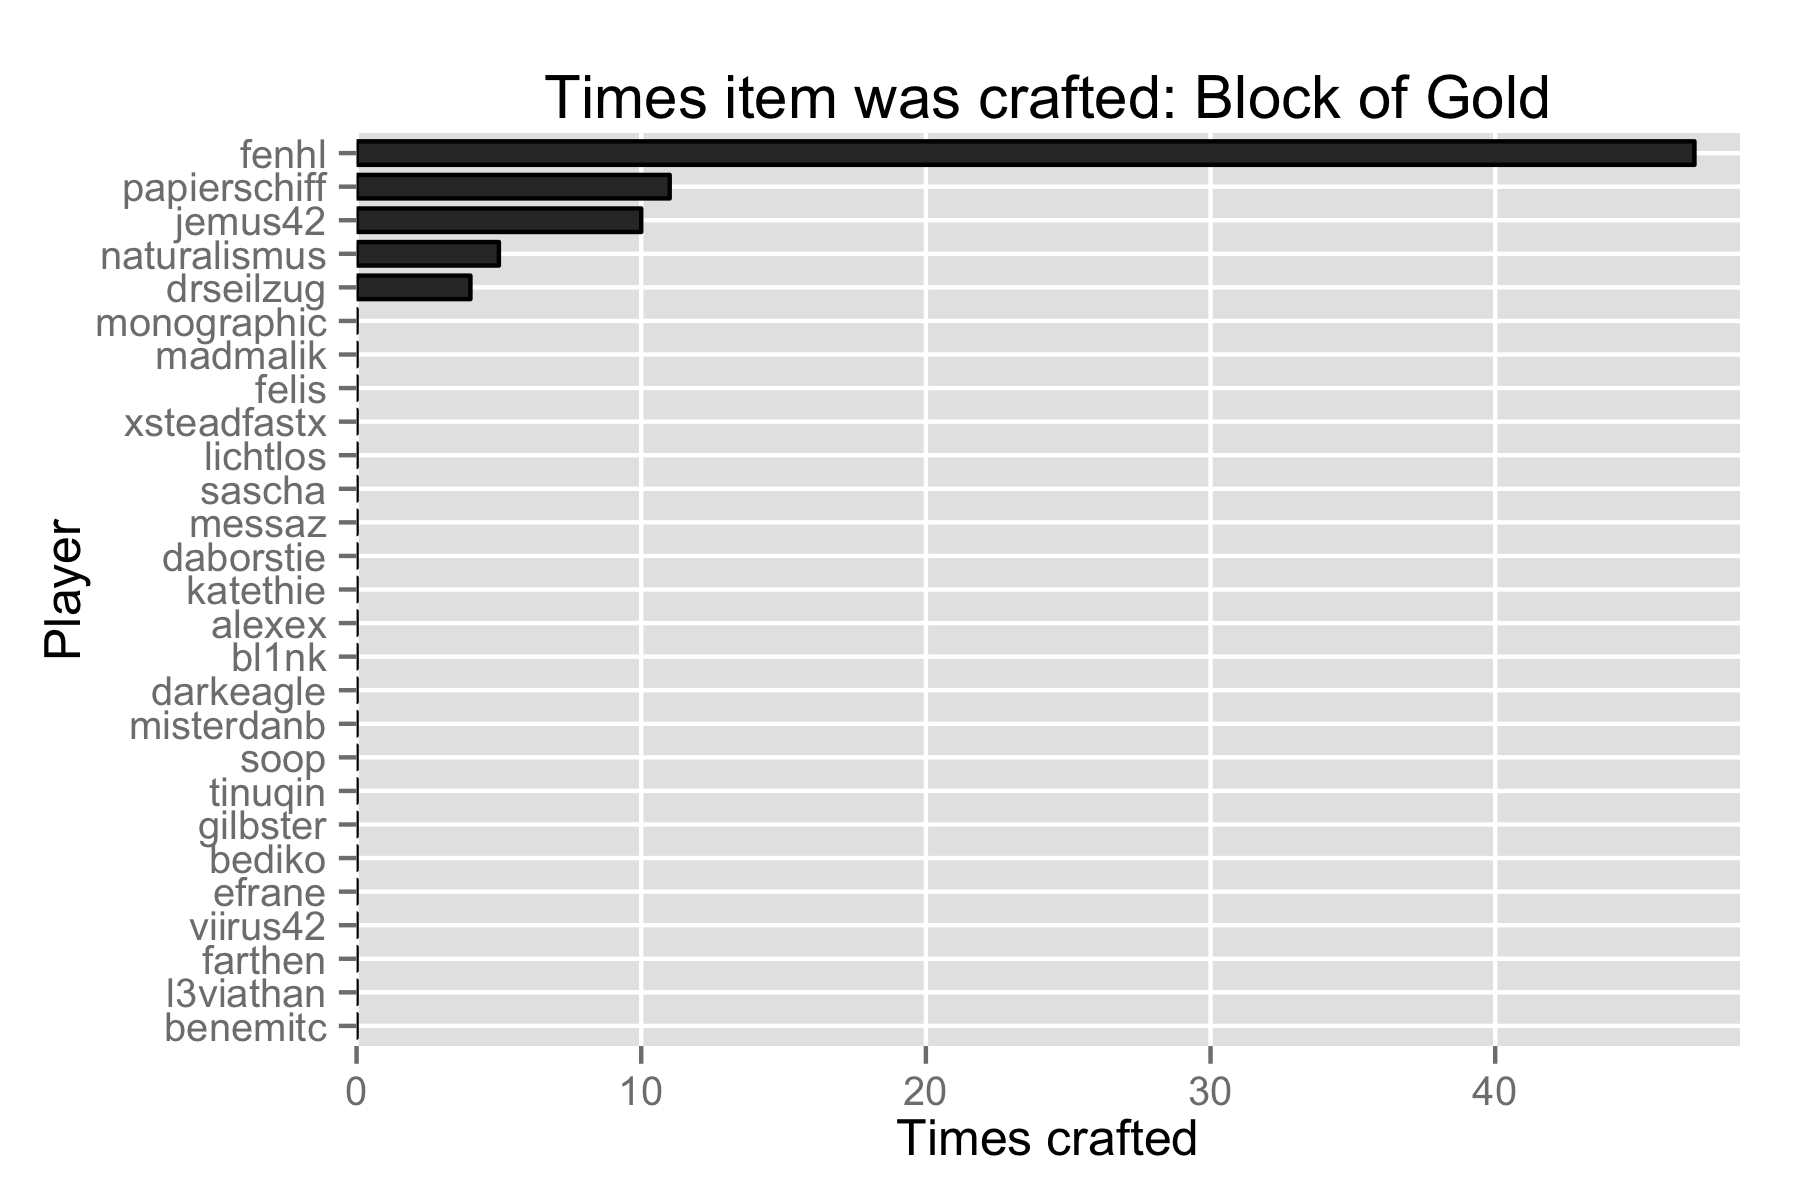 Times item was crafted: Block of Gold
fenhl
papierschiff
jemus42
naturalismus
drseilzug
monographic
madmalik
felis
xsteadfastx
lichtlos
sascha
messaz
daborstie
katethie
alexex
bl1nk
darkeagle
misterdanb
soop
tinuqin
gilbster
bediko
efrane
viirus42
farthen
l3viathan
benemitc
Player
0 10 20 30 40
Times crafted